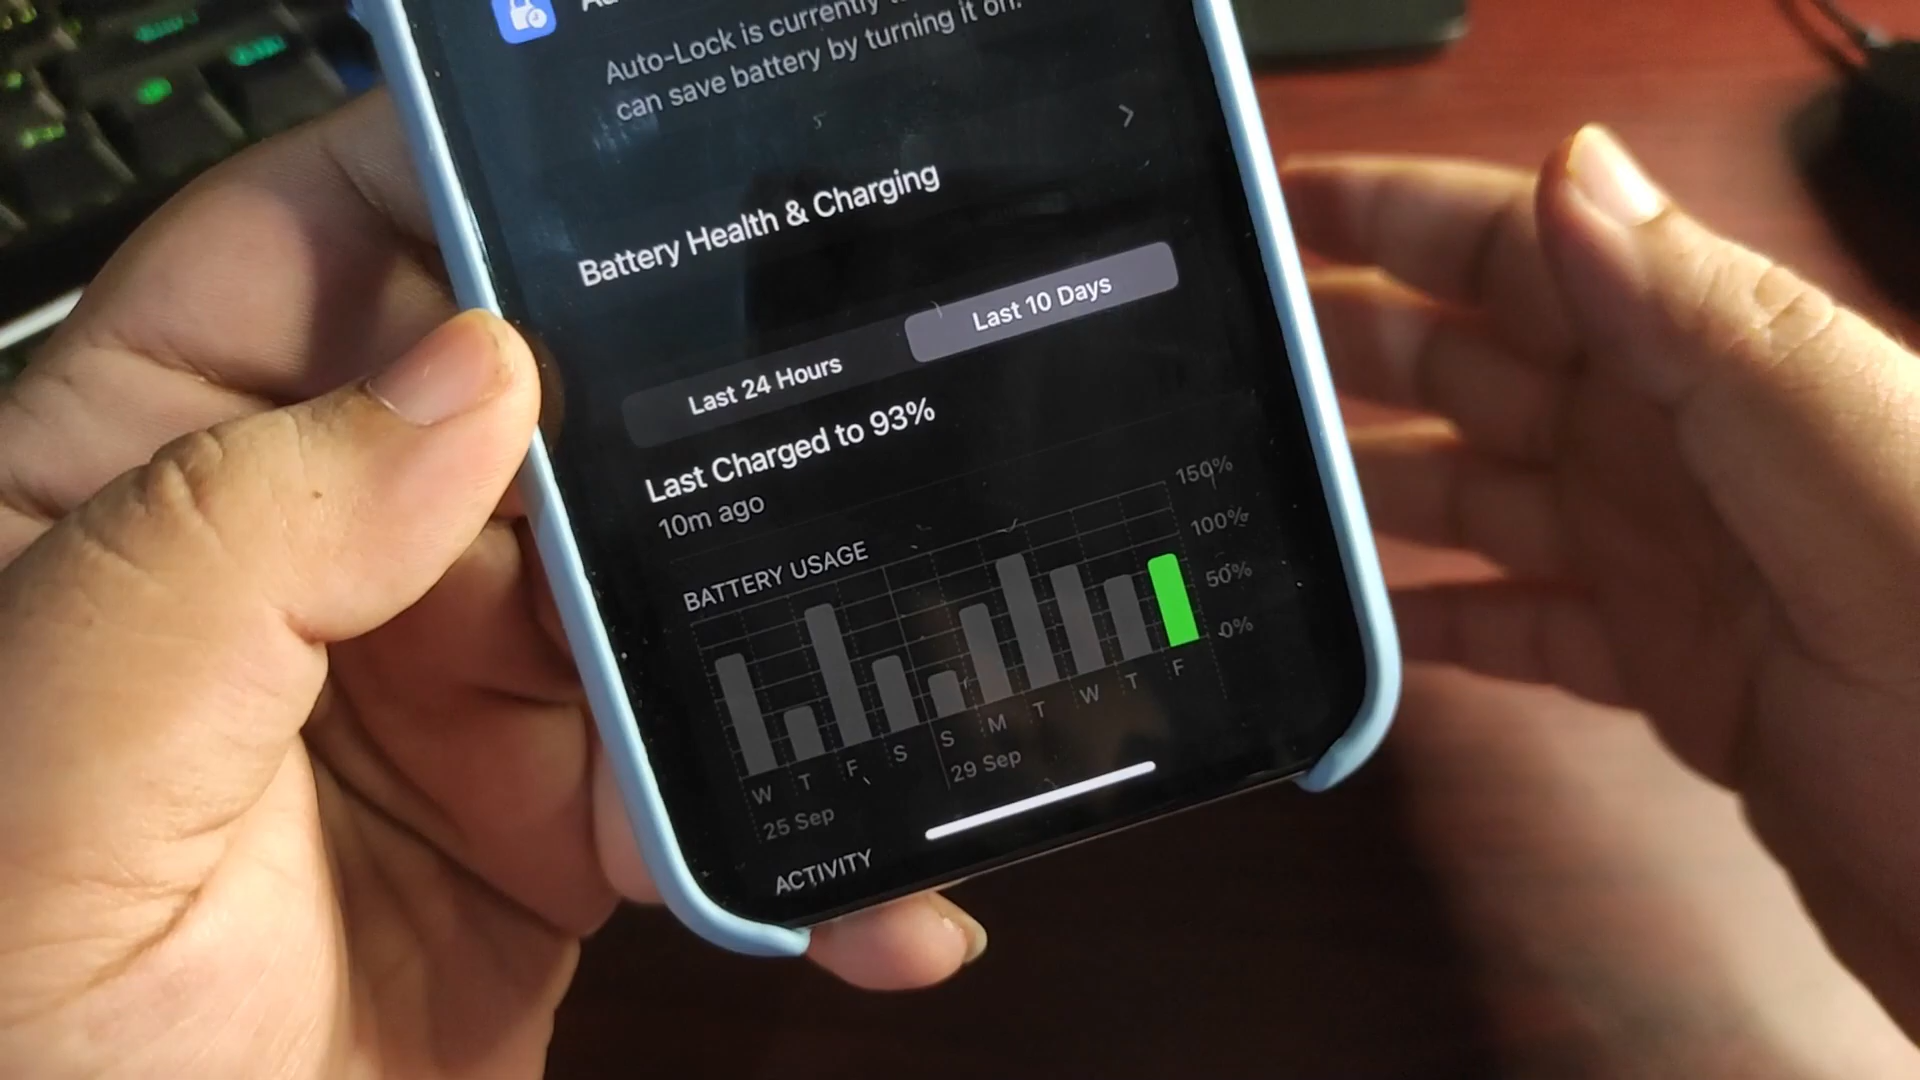 Auto-Lock is currently
can save battery by turning it on.
Battery Health & Charging
Last 24 Hours
Last 10 Days
Last Charged to 93%
10m ago
BATTERY USAGE
150%
100%
50%
0%
W T F S S M T W T F
25 Sep 29 Sep
ACTIVITY